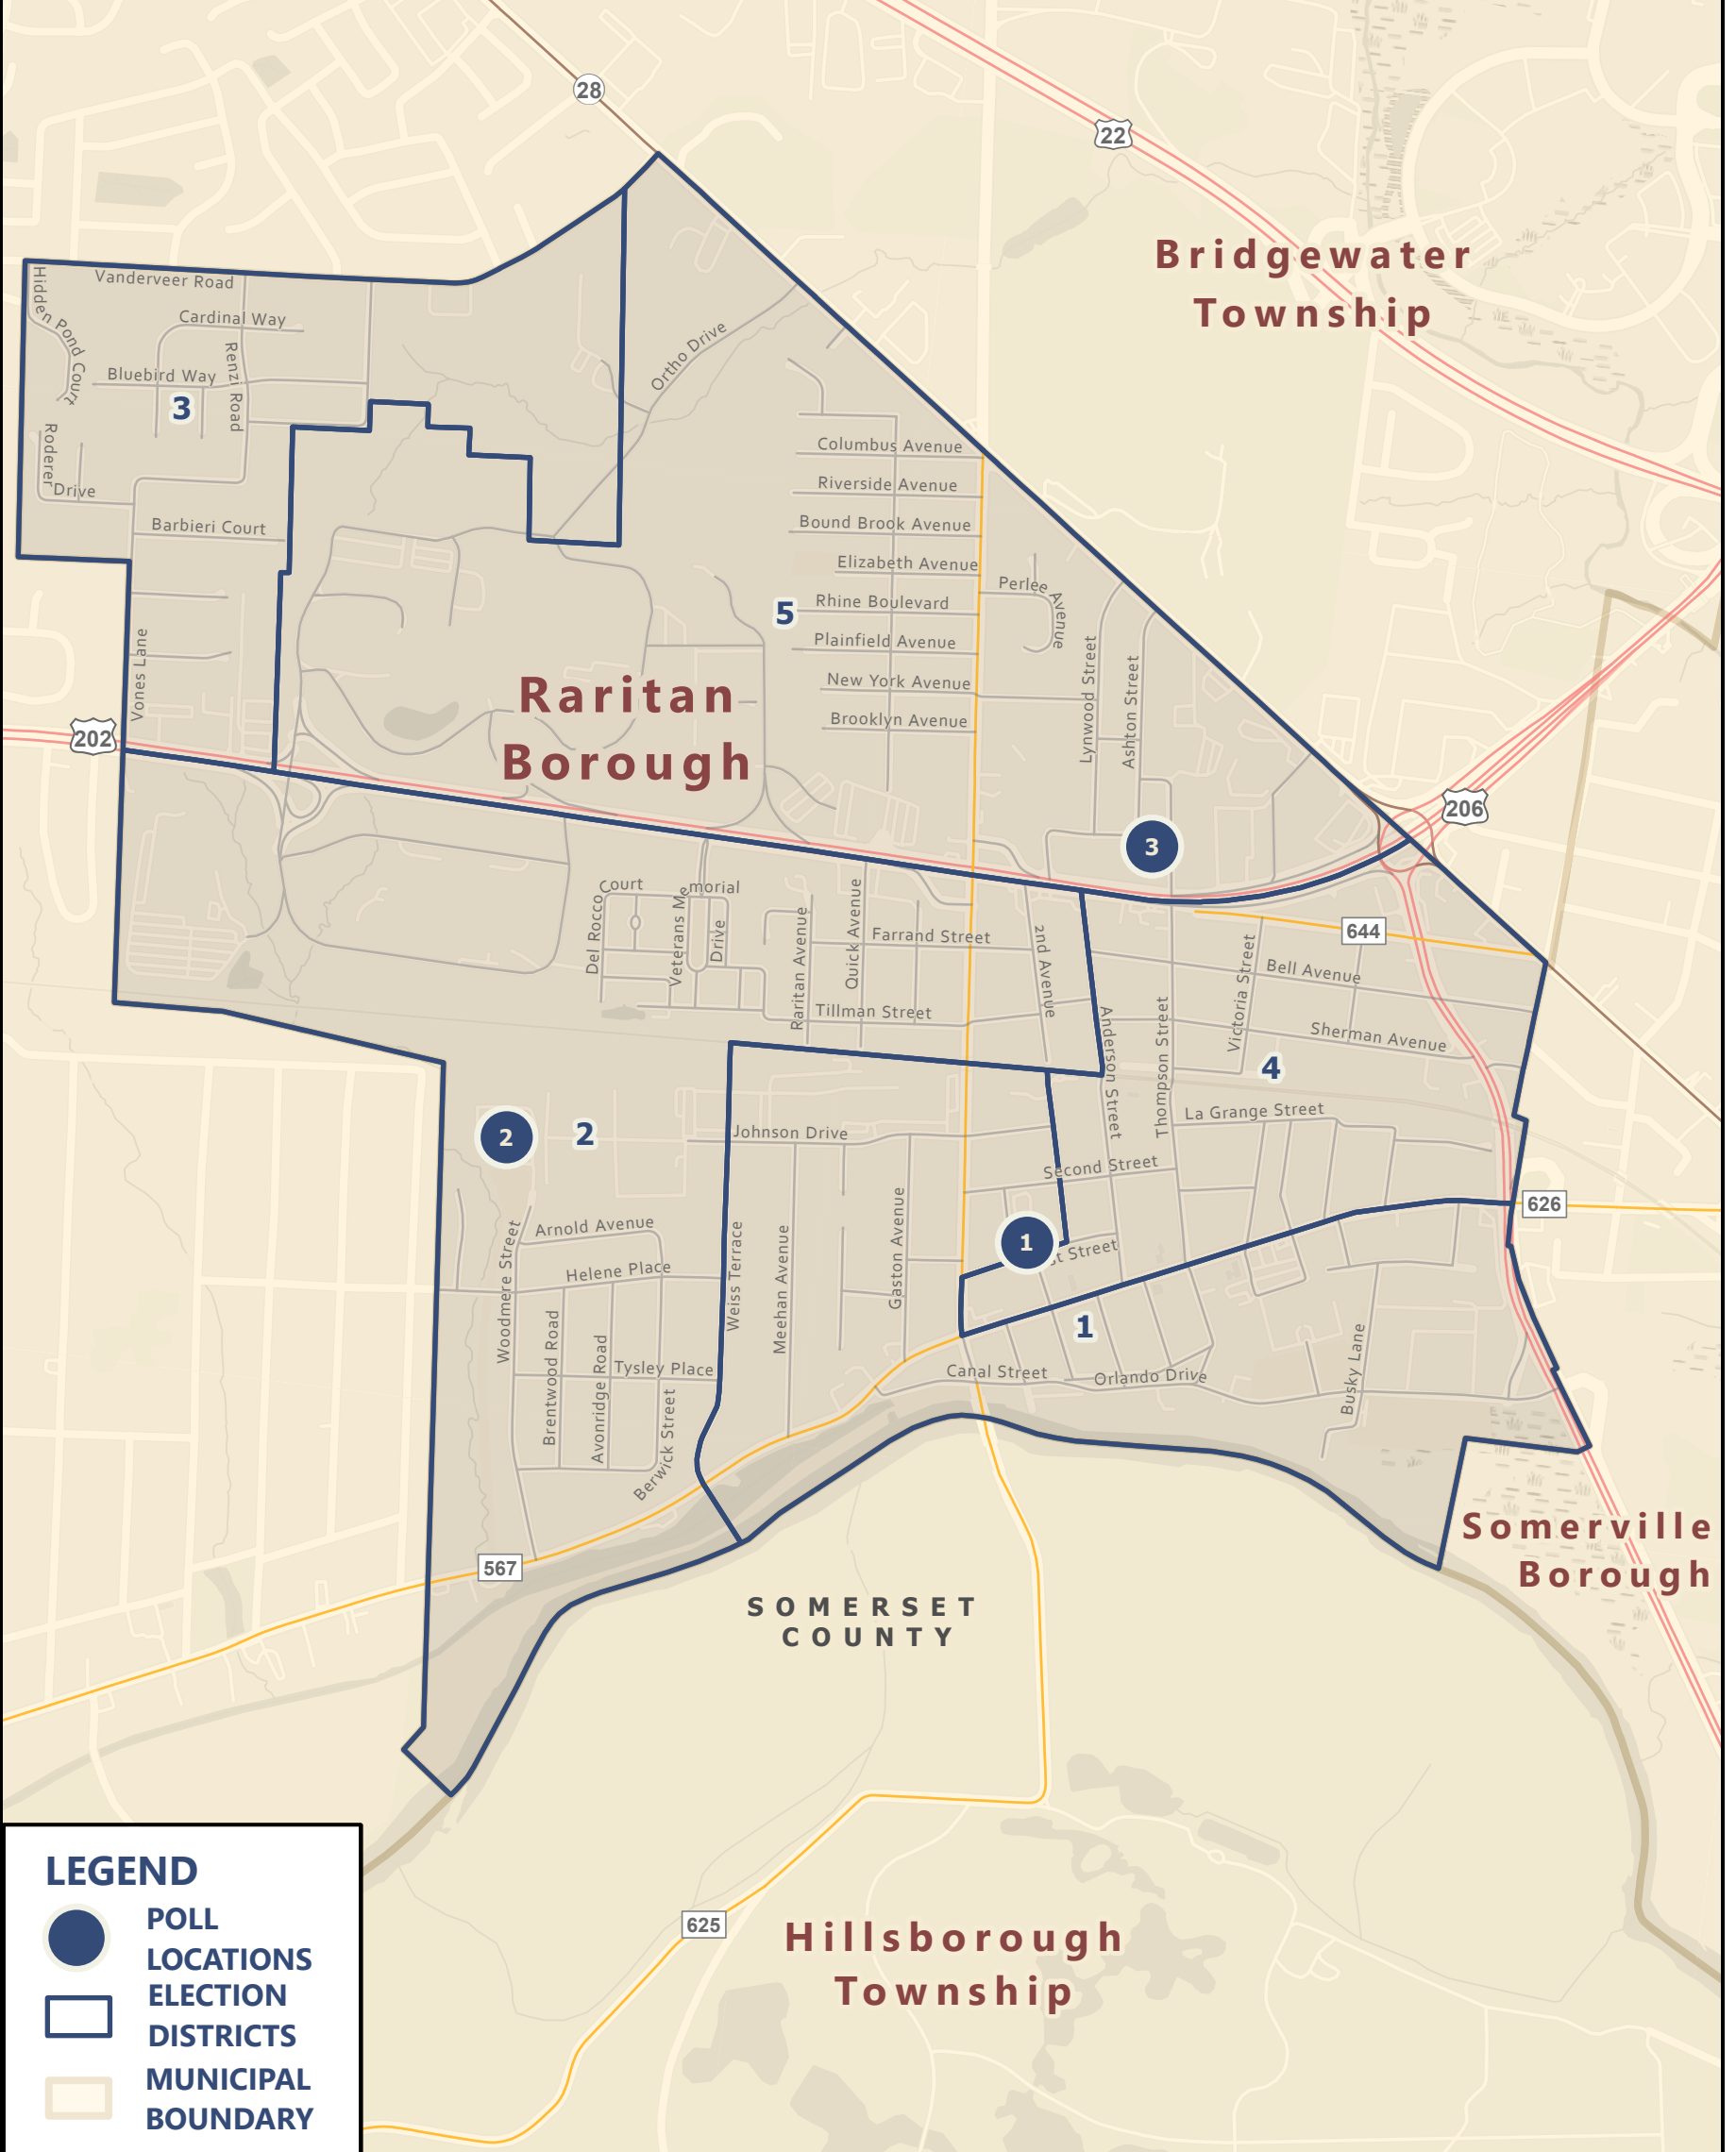 28
22
Bridgewater
Township
Vanderveer Road
Hidden Pond Court
Cardinal Way
Renzi Road
Bluebird Way
3
Ortho Drive
Roderer
Drive
Barbieri Court
Columbus Avenue
Riverside Avenue
Bound Brook Avenue
Elizabeth Avenue
Perlee Avenue
Rhine Boulevard
5
Plainfield Avenue
New York Avenue
Brooklyn Avenue
Lynwood Street
Ashton Street
Vones Lane
Raritan
Borough
202
206
3
Court
Del Rocco
Veterans Memorial
Drive
Raritan Avenue
Quick Avenue
Farrand Street
2nd Avenue
644
Bell Avenue
Victoria Street
Tillman Street
Sherman Avenue
Anderson Street
Thompson Street
4
La Grange Street
2
2
Johnson Drive
Second Street
626
Arnold Avenue
Woodmere Street
Helene Place
Weiss Terrace
Meehan Avenue
Gaston Avenue
1
st Street
1
Brentwood Road
Avonridge Road
Tysley Place
Berwick Street
Canal Street
Orlando Drive
Busky Lane
567
Somerville
Borough
SOMERSET
COUNTY
625
Hillsborough
Township
LEGEND
POLL
LOCATIONS
ELECTION
DISTRICTS
MUNICIPAL
BOUNDARY